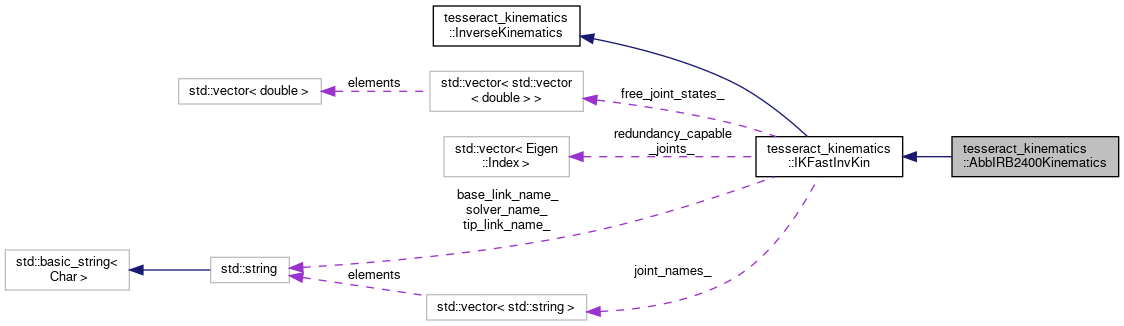 tesseract_kinematics
::InverseKinematics
std::vector< double >
elements
std::vector< std::vector
< double > >
free_joint_states_
redundancy_capable
_joints_
std::vector< Eigen
::Index >
tesseract_kinematics
::IKFastInvKin
tesseract_kinematics
::AbbIRB2400Kinematics
base_link_name_
solver_name_
tip_link_name_
std::basic_string<
Char >
std::string
elements
joint_names_
std::vector< std::string >